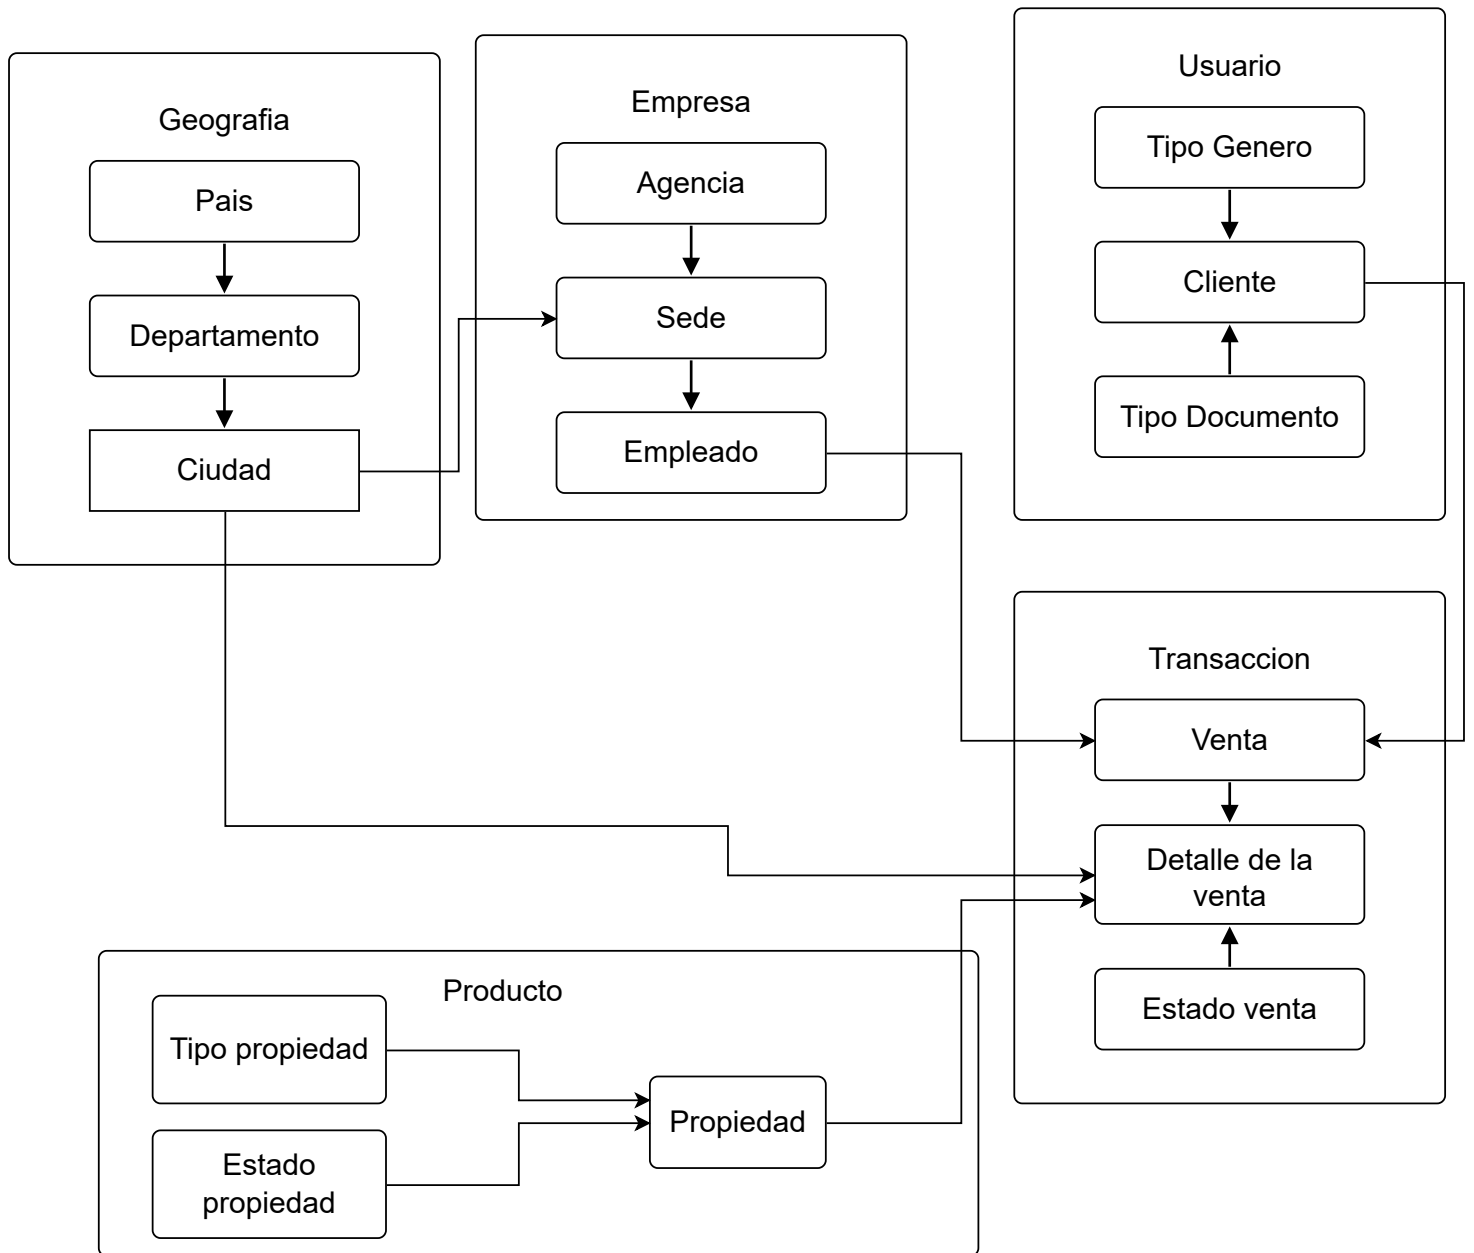 Geografia
Pais
Departamento
Ciudad
Empresa
Agencia
Sede
Empleado
Usuario
Tipo Genero
Cliente
Tipo Documento
Transaccion
Venta
Detalle de la
venta
Estado venta
Producto
Tipo propiedad
Estado
propiedad
Propiedad